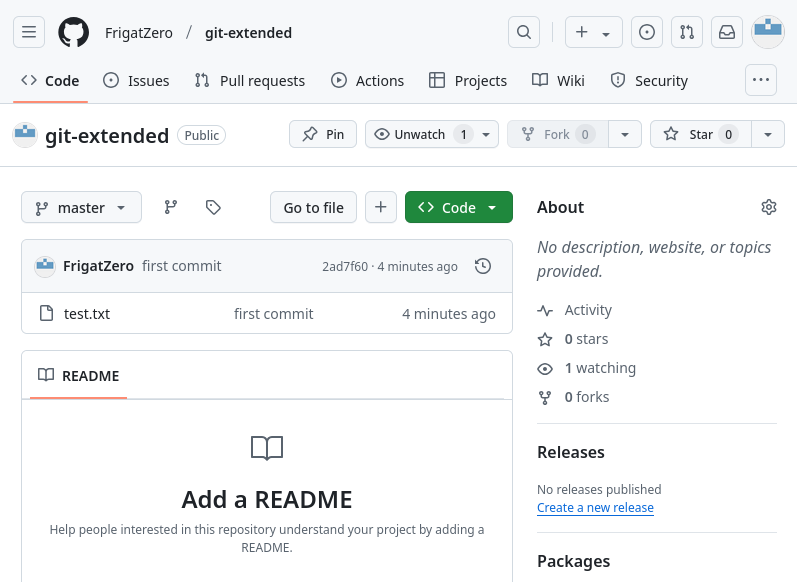 FrigatZero / git-extended
Code Issues Pull requests Actions Projects Wiki Security
git-extended Public Pin Unwatch 1 Fork 0 Star 0
master Go to file Code
FrigatZero first commit 2ad7f60 · 4 minutes ago
test.txt first commit 4 minutes ago
README
Add a README
Help people interested in this repository understand your project by adding a
README.
About
No description, website, or topics
provided.
Activity
0 stars
1 watching
0 forks
Releases
No releases published
Create a new release
Packages